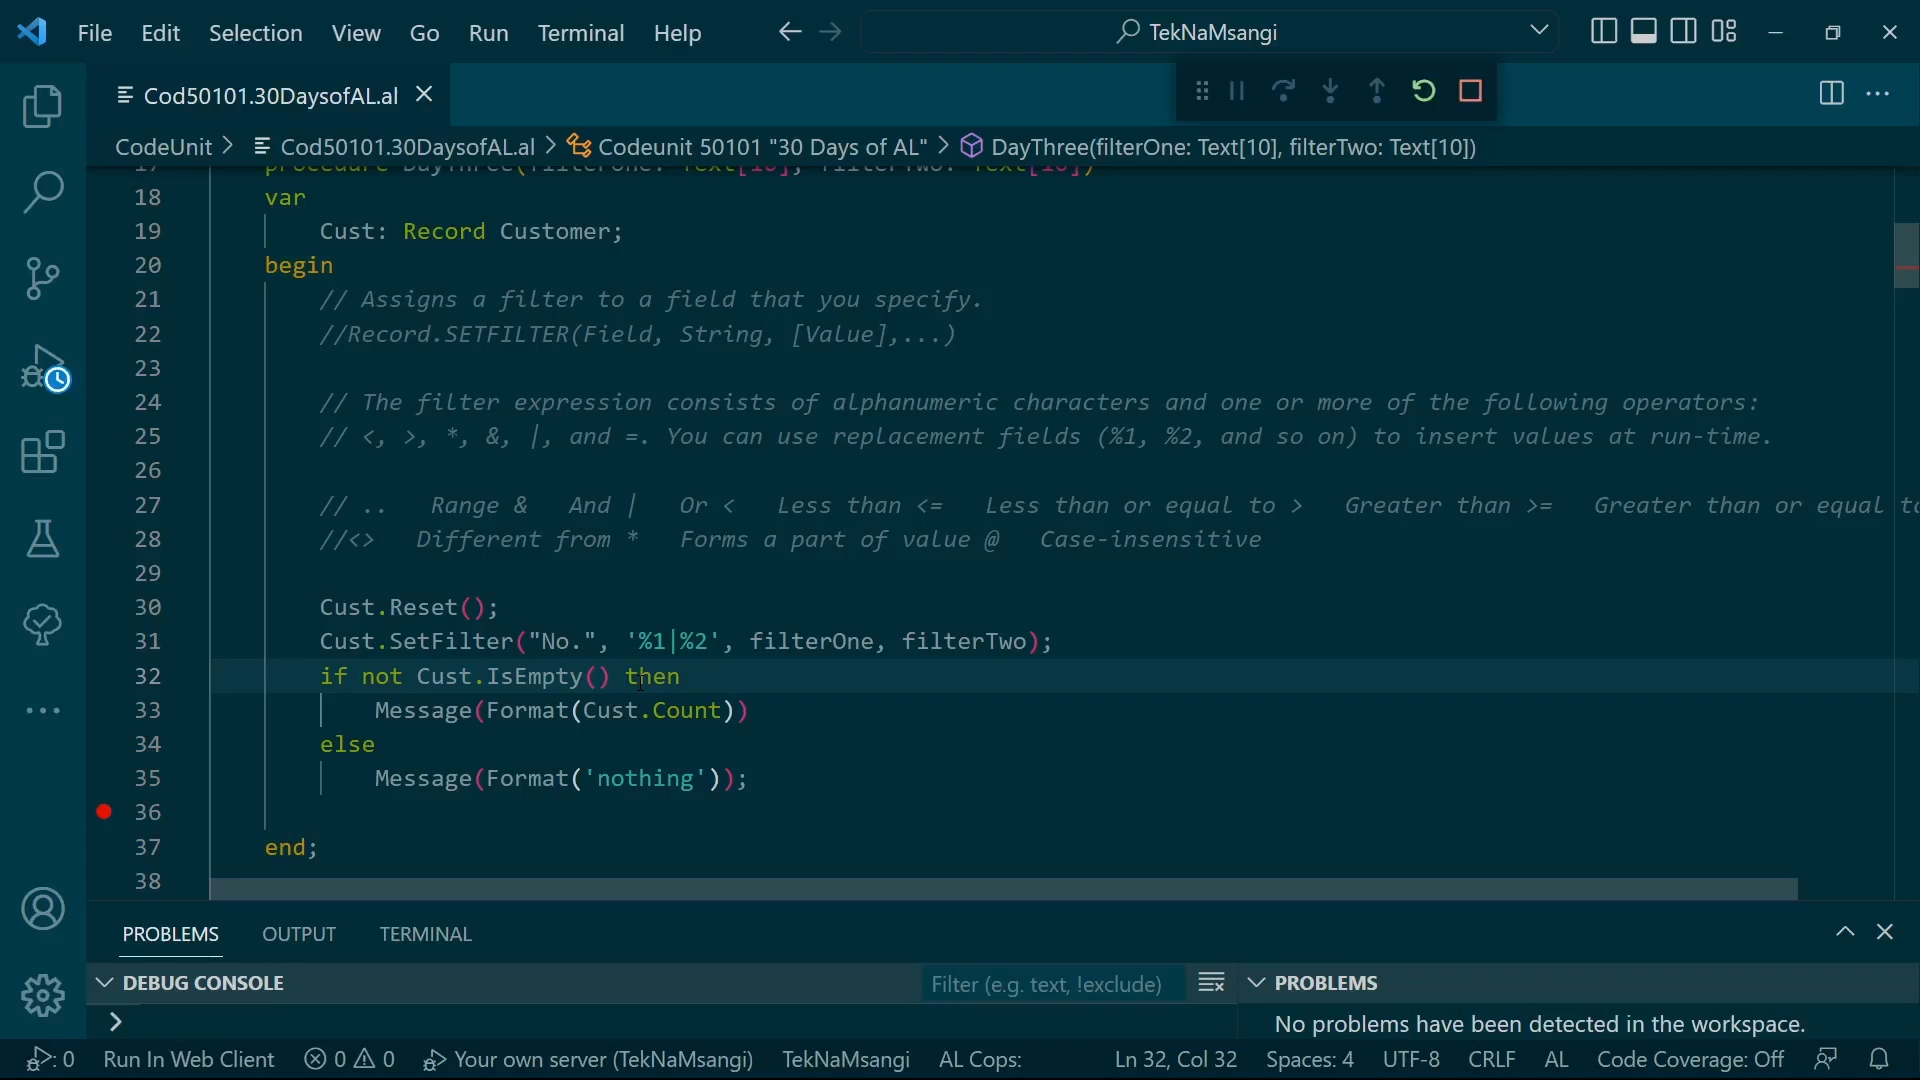 File Edit Selection View Go Run Terminal Help
TekNaMsangi
Cod50101.30DaysofAL.al
CodeUnit > Cod50101.30DaysofAL.al > Codeunit 50101 "30 Days of AL" > DayThree(filterOne: Text[10], filterTwo: Text[10])
17 procedure DayThree(filterOne: Text[10]; filterTwo: Text[10])
18 var
19 Cust: Record Customer;
20 begin
21 // Assigns a filter to a field that you specify.
22 //Record.SETFILTER(Field, String, [Value],...)
23
24 // The filter expression consists of alphanumeric characters and one or more of the following operators:
25 // <, >, *, &, |, and =. You can use replacement fields (%1, %2, and so on) to insert values at run-time.
26
27 // .. Range & And | Or < Less than <= Less than or equal to > Greater than >= Greater than or equal to
28 //<> Different from * Forms a part of value @ Case-insensitive
29
30 Cust.Reset();
31 Cust.SetFilter("No.", '%1|%2', filterOne, filterTwo);
32 if not Cust.IsEmpty() then
33 Message(Format(Cust.Count))
34 else
35 Message(Format('nothing'));
36
37 end;
38
PROBLEMS OUTPUT TERMINAL
DEBUG CONSOLE Filter (e.g. text, !exclude) PROBLEMS
No problems have been detected in the workspace.
0 Run In Web Client 0 0 Your own server (TekNaMsangi) TekNaMsangi AL Cops: Ln 32, Col 32 Spaces: 4 UTF-8 CRLF AL Code Coverage: Off